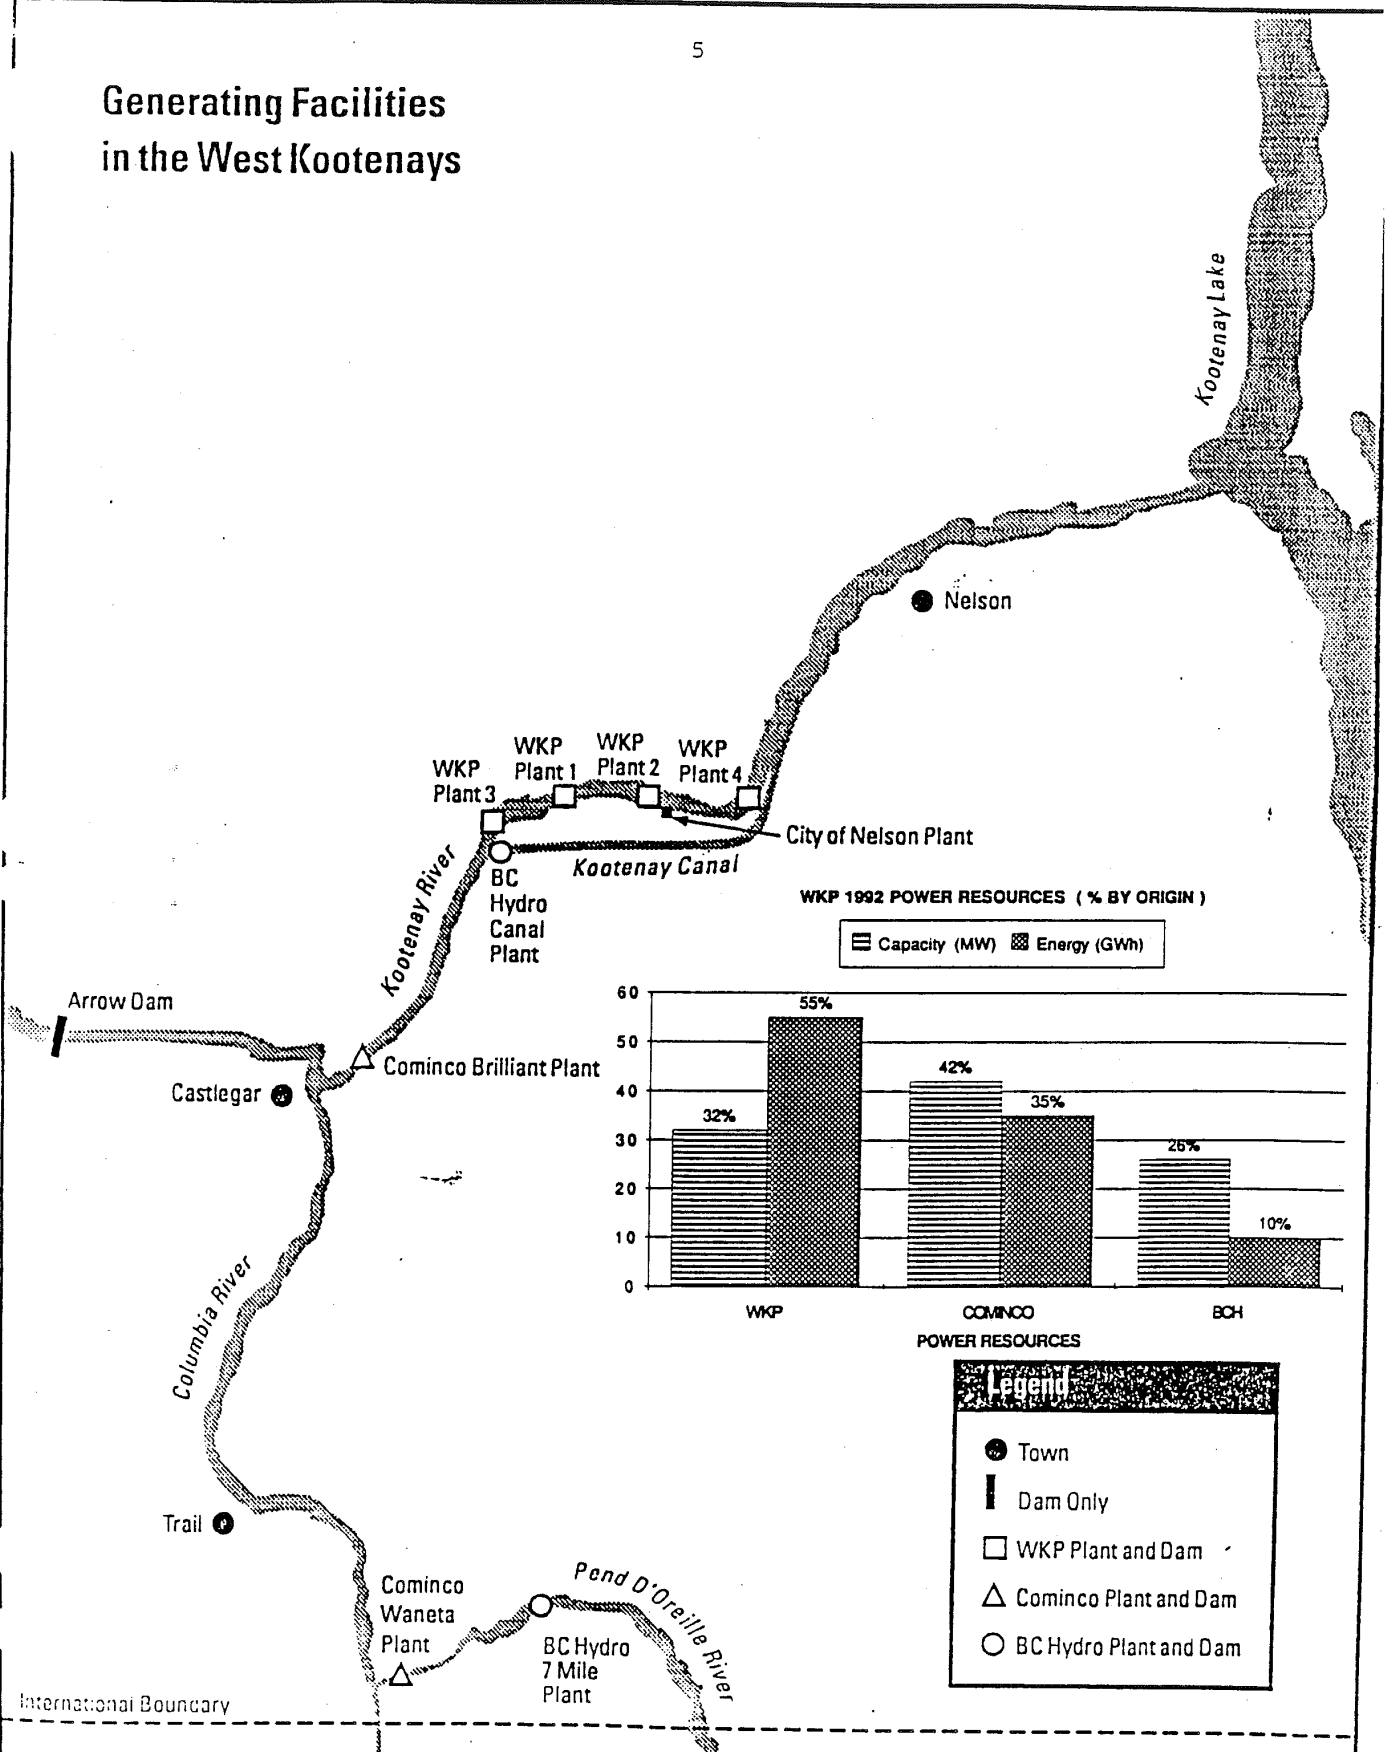 5
Generating Facilities
in the West Kootenays
Kootenay Lake
Nelson
WKP
Plant 3
WKP
Plant 1
WKP
Plant 2
WKP
Plant 4
City of Nelson Plant
Kootenay Canal
Kootenay River
BC
Hydro
Canal
Plant
Arrow Dam
Cominco Brilliant Plant
Castlegar
WKP 1992 POWER RESOURCES ( % BY ORIGIN )
Capacity (MW) Energy (GWh)
60
50
40
30
20
10
0
32%
55%
42%
35%
26%
10%
WKP COMINCO BCH
POWER RESOURCES
Columbia River
Trail
Cominco
Waneta
Plant
Pend D'Oreille River
BC Hydro
7 Mile
Plant
International Boundary
Legend
Town
Dam Only
WKP Plant and Dam
Cominco Plant and Dam
BC Hydro Plant and Dam